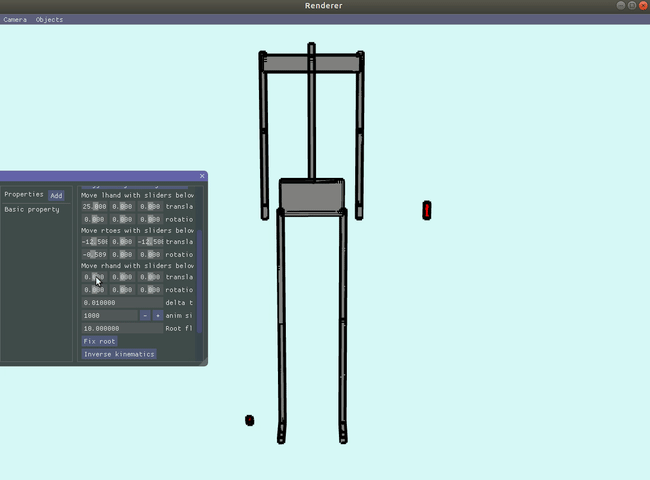 Renderer
Camera Objects
Properties Add
Basic property
Move lhand with sliders below
25.000 0.000 0.000 transla
0.000 0.000 0.000 rotatio
Move rtoes with sliders below
-12.500 0.000 -12.500 transla
-0.589 0.000 0.000 rotatio
Move rhand with sliders below
0.000 0.000 transla
0.000 0.000 0.000 rotatio
0.010000 delta t
1000 - + anim si
10.000000 Root fl
Fix root
Inverse kinematics